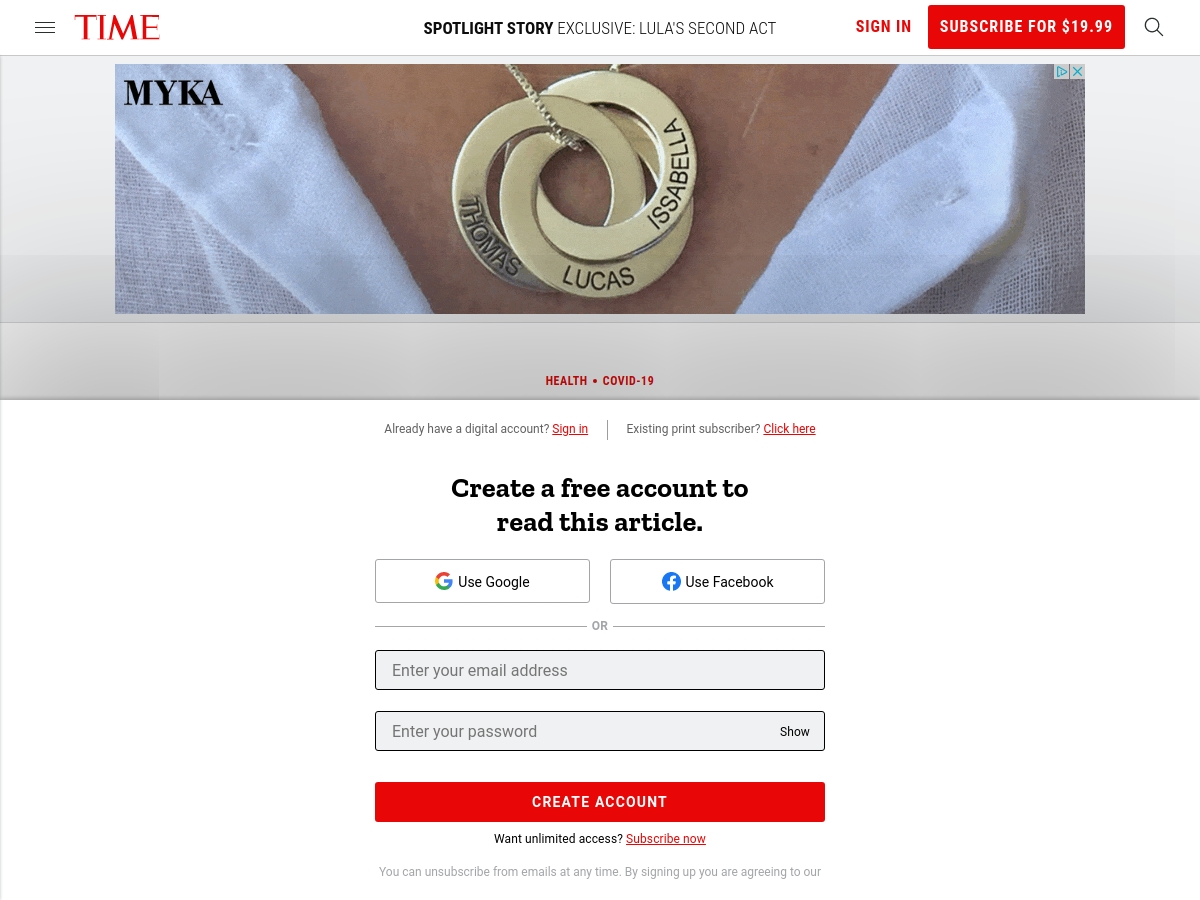 TIME
SPOTLIGHT STORY EXCLUSIVE: LULA'S SECOND ACT
SIGN IN
SUBSCRIBE FOR $19.99
MYKA
THOMAS
LUCAS
ISSABELLA
HEALTH • COVID-19
Already have a digital account? Sign in
Existing print subscriber? Click here
Create a free account to
read this article.
Use Google
Use Facebook
OR
Enter your email address
Enter your password
Show
CREATE ACCOUNT
Want unlimited access? Subscribe now
You can unsubscribe from emails at any time. By signing up you are agreeing to our